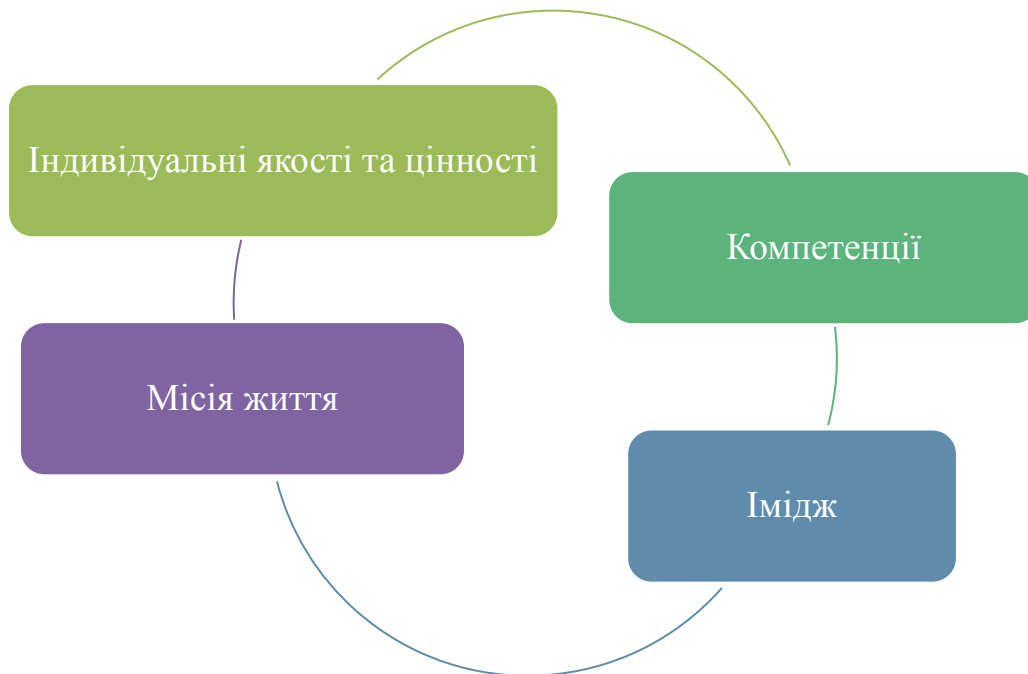 Індивідуальні якості та цінності
Компетенції
Місія життя
Імідж